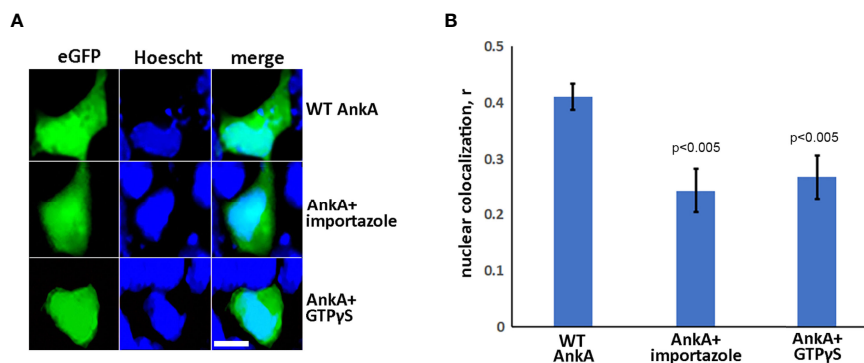 A
eGFP Hoescht merge
WT AnkA
AnkA+
importazole
AnkA+
GTPγS
B
nuclear colocalization, r
0.5
0.4
0.3
0.2
0.1
0
p<0.005
p<0.005
WT
AnkA
AnkA+
importazole
AnkA+
GTPγS